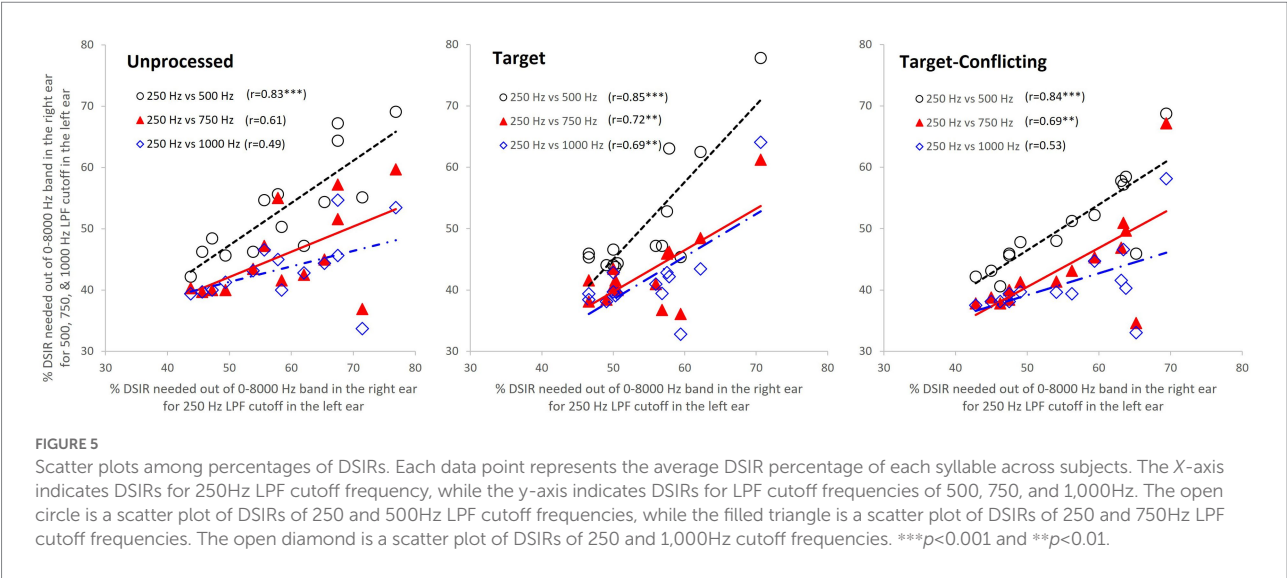 % DSIR needed out of 0-8000 Hz band in the right ear
for 500, 750, & 1000 Hz LPF cutoff in the left ear
80
70
60
50
40
30
Unprocessed
250 Hz vs 500 Hz (r=0.83***)
250 Hz vs 750 Hz (r=0.61)
250 Hz vs 1000 Hz (r=0.49)
30 40 50 60 70 80
% DSIR needed out of 0-8000 Hz band in the right ear
for 250 Hz LPF cutoff in the left ear
80
70
60
50
40
30
Target
250 Hz vs 500 Hz (r=0.85***)
250 Hz vs 750 Hz (r=0.72**)
250 Hz vs 1000 Hz (r=0.69**)
30 40 50 60 70 80
% DSIR needed out of 0-8000 Hz band in the right ear
for 250 Hz LPF cutoff in the left ear
80
70
60
50
40
30
Target-Conflicting
250 Hz vs 500 Hz (r=0.84***)
250 Hz vs 750 Hz (r=0.69**)
250 Hz vs 1000 Hz (r=0.53)
30 40 50 60 70 80
% DSIR needed out of 0-8000 Hz band in the right ear
for 250 Hz LPF cutoff in the left ear
FIGURE 5
Scatter plots among percentages of DSIRs. Each data point represents the average DSIR percentage of each syllable across subjects. The X-axis
indicates DSIRs for 250Hz LPF cutoff frequency, while the y-axis indicates DSIRs for LPF cutoff frequencies of 500, 750, and 1,000Hz. The open
circle is a scatter plot of DSIRs of 250 and 500Hz LPF cutoff frequencies, while the filled triangle is a scatter plot of DSIRs of 250 and 750Hz LPF
cutoff frequencies. The open diamond is a scatter plot of DSIRs of 250 and 1,000Hz cutoff frequencies. ***p<0.001 and **p<0.01.